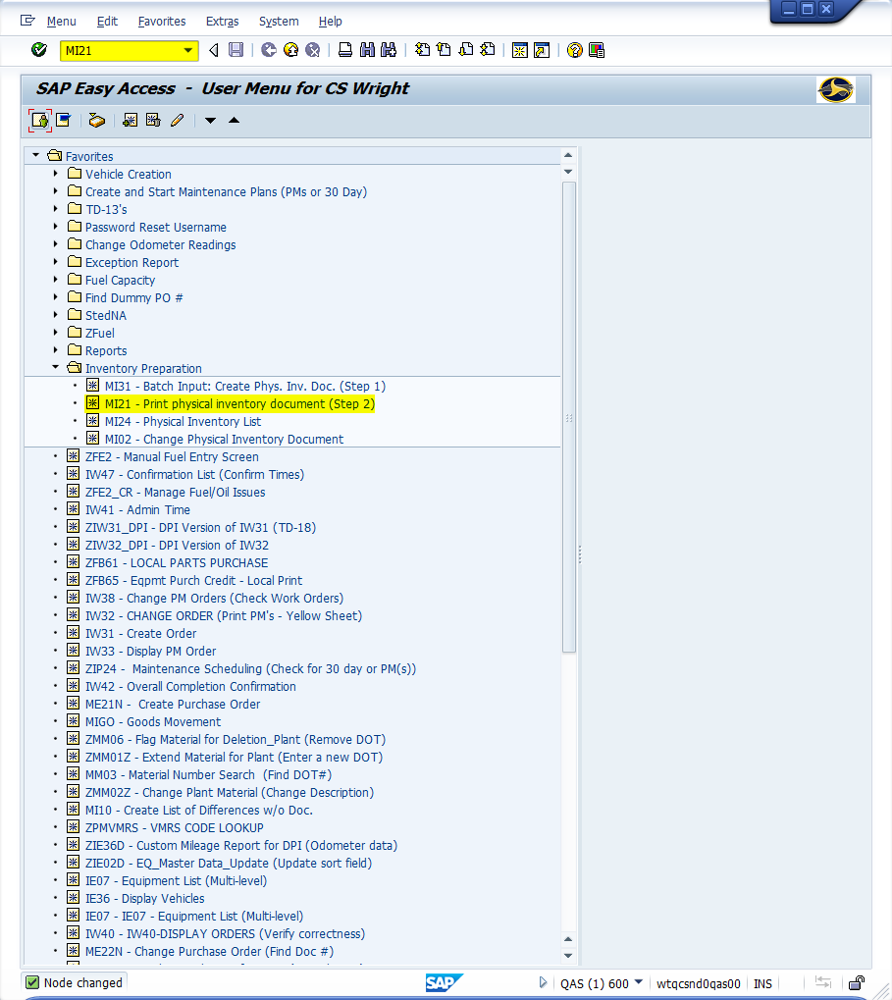 Menu Edit Favorites Extras System Help
MI21
SAP Easy Access - User Menu for CS Wright
Favorites
Vehicle Creation
Create and Start Maintenance Plans (PMs or 30 Day)
TD-13's
Password Reset Username
Change Odometer Readings
Exception Report
Fuel Capacity
Find Dummy PO #
StedNA
ZFuel
Reports
Inventory Preparation
MI31 - Batch Input: Create Phys. Inv. Doc. (Step 1)
MI21 - Print physical inventory document (Step 2)
MI24 - Physical Inventory List
MI02 - Change Physical Inventory Document
ZFE2 - Manual Fuel Entry Screen
IW47 - Confirmation List (Confirm Times)
ZFE2_CR - Manage Fuel/Oil Issues
IW41 - Admin Time
ZIW31_DPI - DPI Version of IW31 (TD-18)
ZIW32_DPI - DPI Version of IW32
ZFB61 - LOCAL PARTS PURCHASE
ZFB65 - Eqpmt Purch Credit - Local Print
IW38 - Change PM Orders (Check Work Orders)
IW32 - CHANGE ORDER (Print PM's - Yellow Sheet)
IW31 - Create Order
IW33 - Display PM Order
ZIP24 -  Maintenance Scheduling (Check for 30 day or PM(s))
IW42 - Overall Completion Confirmation
ME21N -  Create Purchase Order
MIGO - Goods Movement
ZMM06 - Flag Material for Deletion_Plant (Remove DOT)
ZMM01Z - Extend Material for Plant (Enter a new DOT)
MM03 - Material Number Search  (Find DOT#)
ZMM02Z - Change Plant Material (Change Description)
MI10 - Create List of Differences w/o Doc.
ZPMVMRS - VMRS CODE LOOKUP
ZIE36D - Custom Mileage Report for DPI (Odometer data)
ZIE02D - EQ_Master Data_Update (Update sort field)
IE07 - Equipment List (Multi-level)
IE36 - Display Vehicles
IE07 - IE07 - Equipment List (Multi-level)
IW40 - IW40-DISPLAY ORDERS (Verify correctness)
ME22N - Change Purchase Order (Find Doc #)
Node changed SAP QAS (1) 600 wtqcsnd0qas00 INS